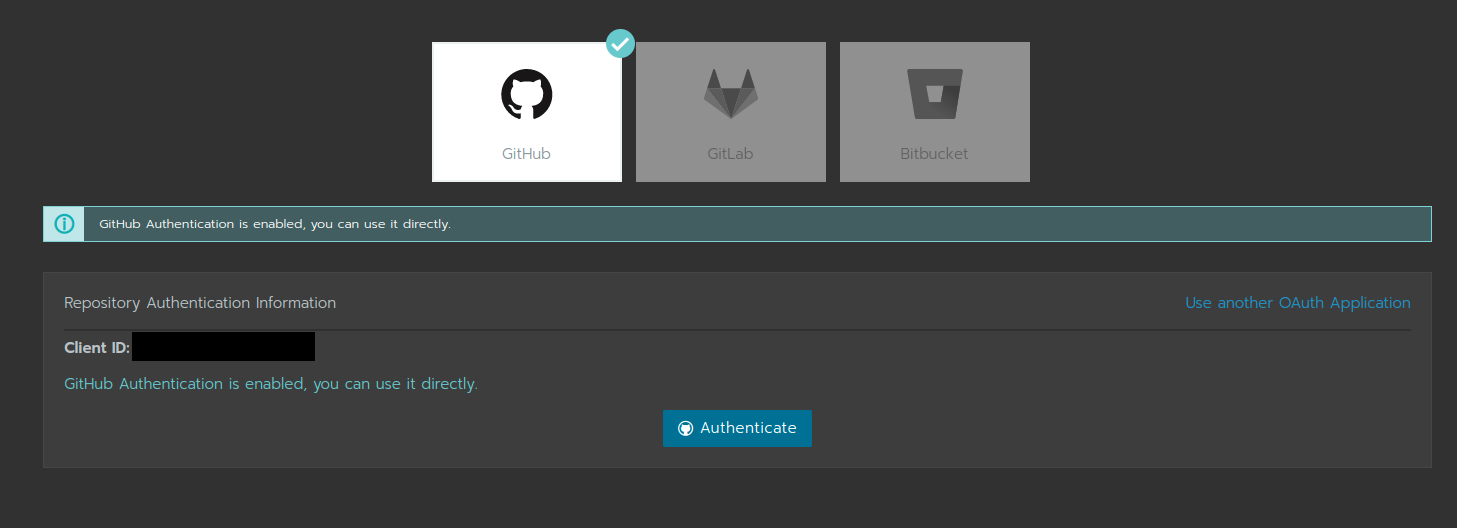 GitHub
GitLab
Bitbucket
GitHub Authentication is enabled, you can use it directly.
Repository Authentication Information
Use another OAuth Application
Client ID:
GitHub Authentication is enabled, you can use it directly.
Authenticate